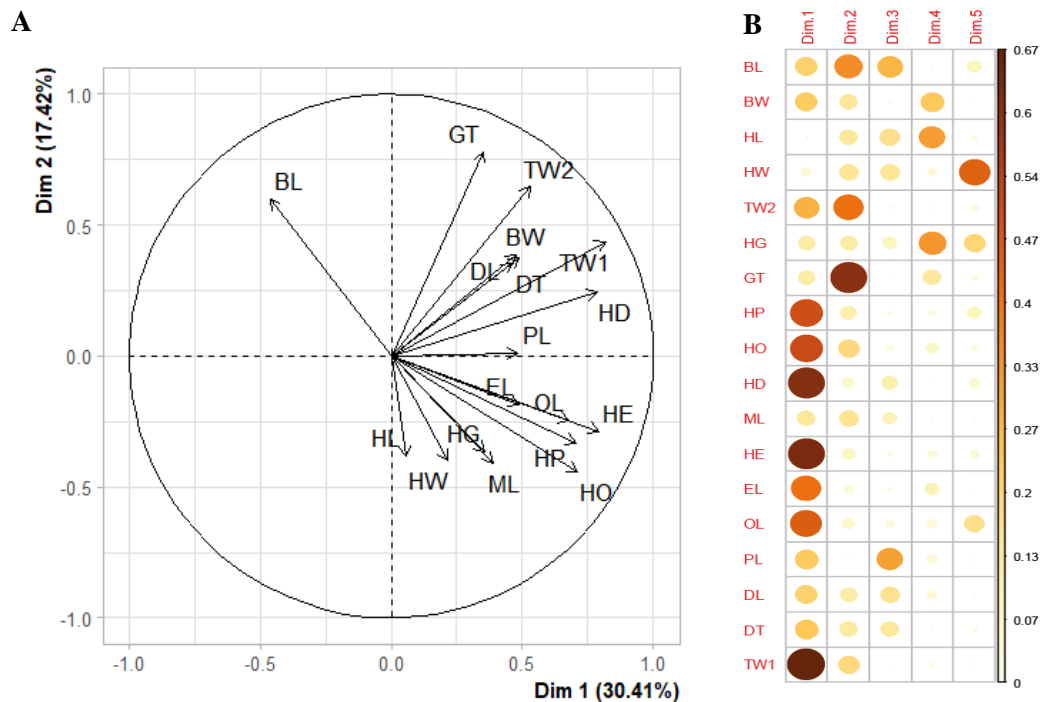 A
B
Dim.1 Dim.2 Dim.3 Dim.4 Dim.5
Dim 2 (17.42%)
1.0
0.5
0.0
-0.5
-1.0
GT
TW2
BL
BW
TW1
DL
DT
HD
PL
EL
OL
HE
HL
HG
HP
HW
ML
HO
-1.0 -0.5 0.0 0.5 1.0
Dim 1 (30.41%)
BL
BW
HL
HW
TW2
HG
GT
HP
HO
HD
ML
HE
EL
OL
PL
DL
DT
TW1
0.67
0.6
0.54
0.47
0.4
0.33
0.27
0.2
0.13
0.07
0